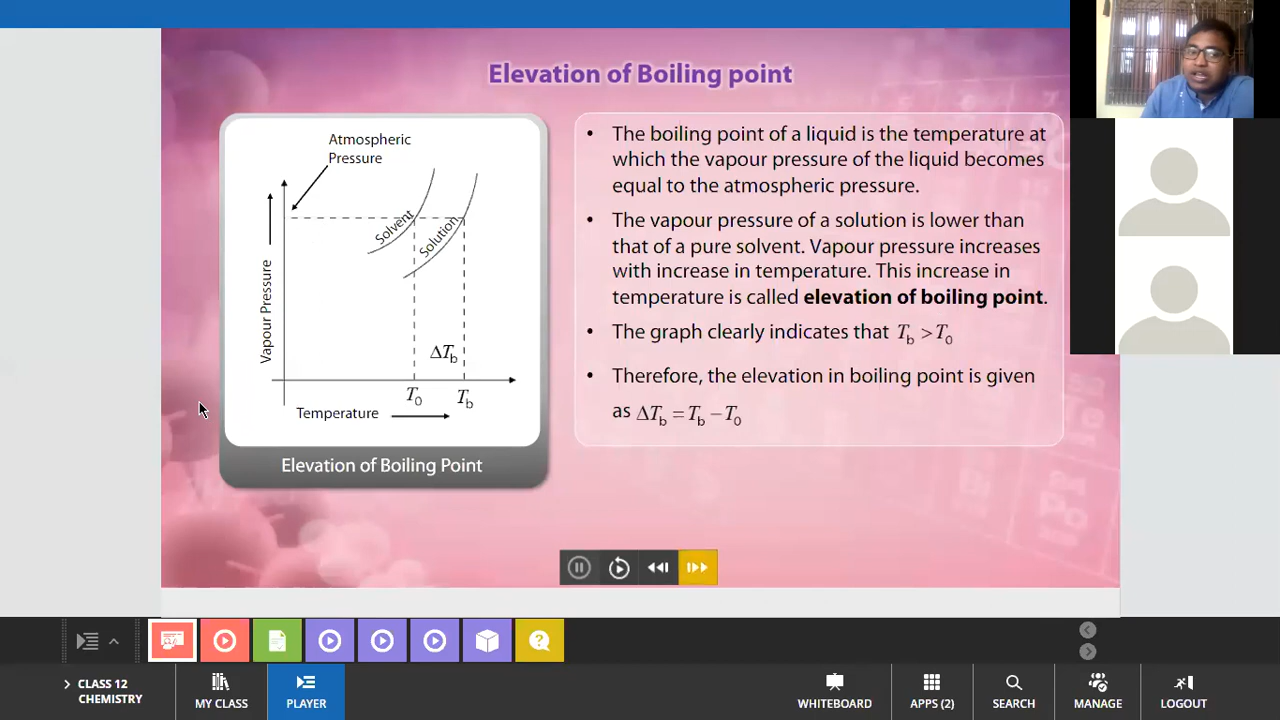 Elevation of Boiling point
Atmospheric
Pressure
Solvent
Solution
Vapour Pressure
ΔTb
T0
Tb
Temperature
Elevation of Boiling Point
• The boiling point of a liquid is the temperature at
which the vapour pressure of the liquid becomes
equal to the atmospheric pressure.
• The vapour pressure of a solution is lower than
that of a pure solvent. Vapour pressure increases
with increase in temperature. This increase in
temperature is called elevation of boiling point.
• The graph clearly indicates that Tb > T0
• Therefore, the elevation in boiling point is given
as ΔTb = Tb − T0
CLASS 12
CHEMISTRY
MY CLASS
PLAYER
WHITEBOARD
APPS (2)
SEARCH
MANAGE
LOGOUT